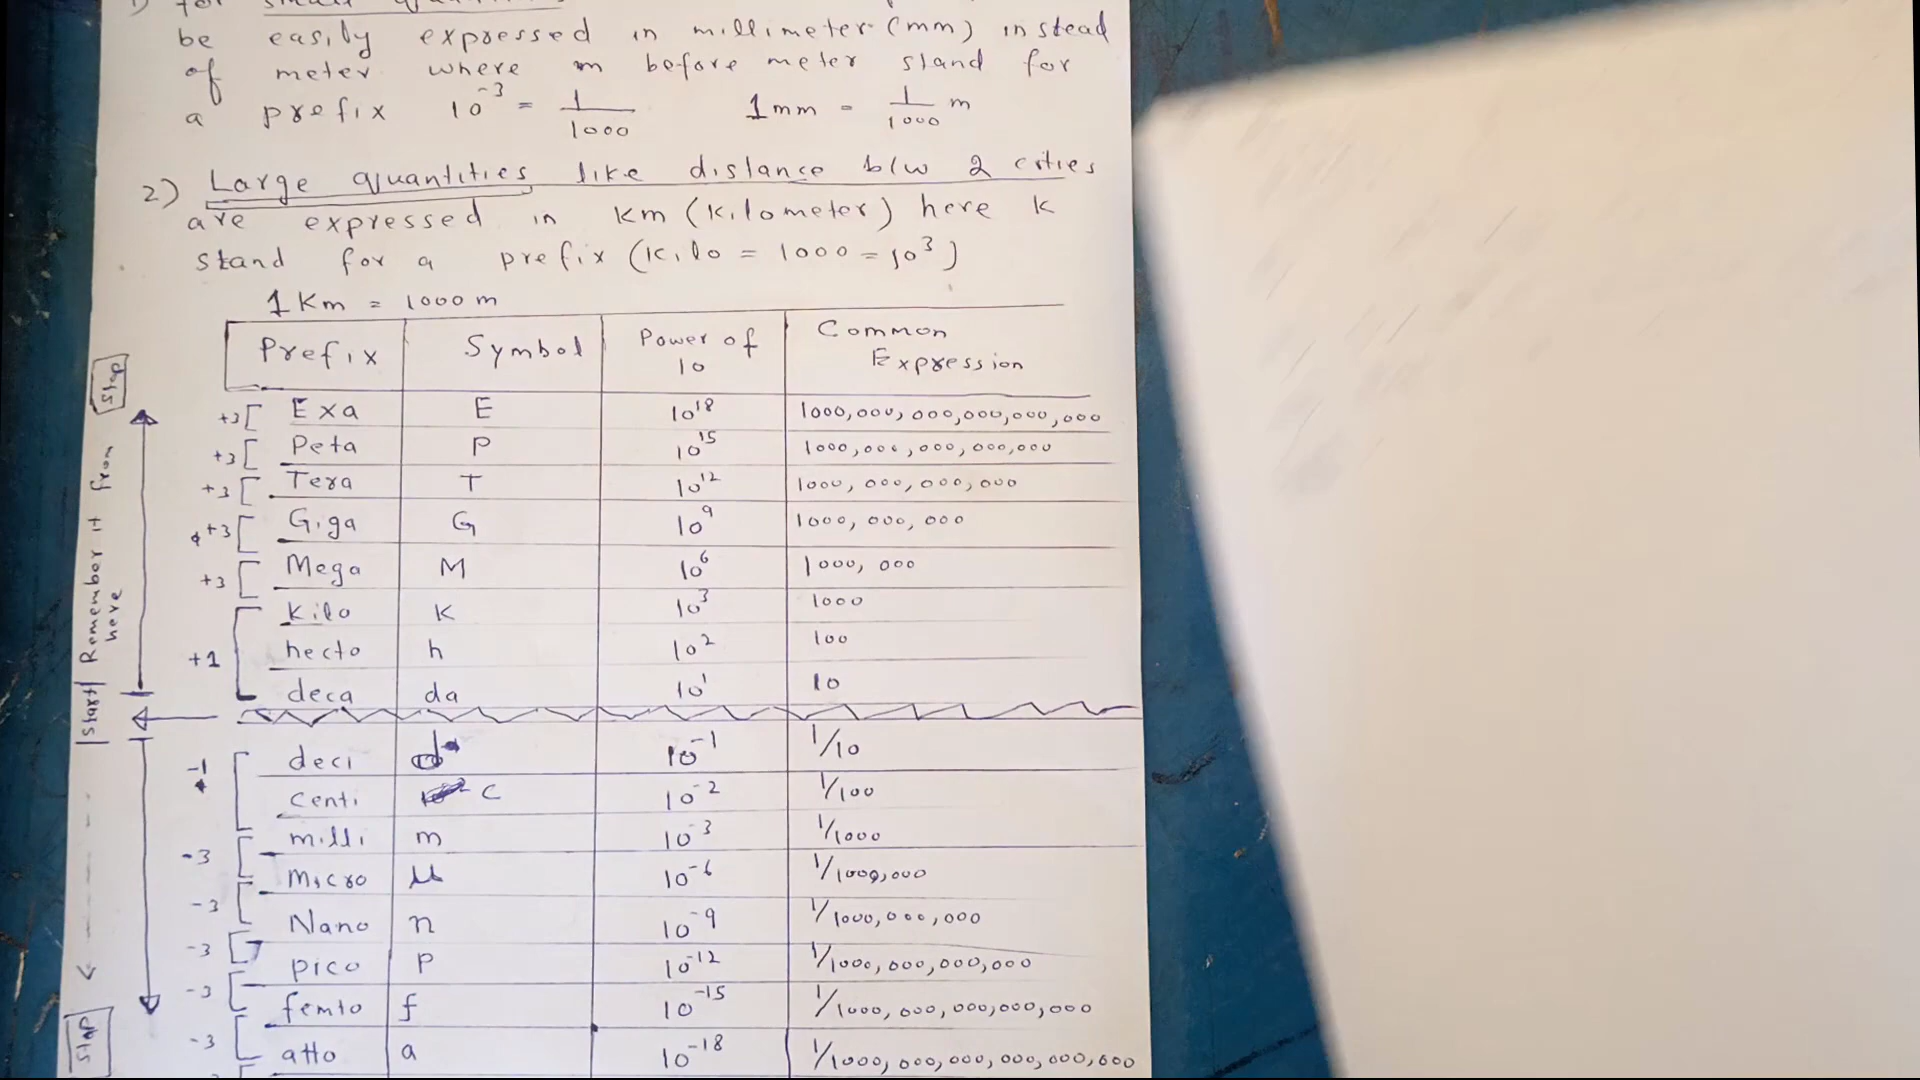 1) for small quantities
be easily expressed in millimeter (mm) instead
of meter where m before meter stand for
a prefix 10^-3 = 1/1000 1mm = 1/1000 m
2) Large quantities like distance b/w 2 cities
are expressed in Km (Kilometer) here K
stand for a prefix (Kilo = 1000 = 10^3)
1 Km = 1000 m
Prefix Symbol Power of 10 Common Expression
+3 Exa E 10^18 1000,000,000,000,000,000
+3 Peta P 10^15 1000,000,000,000,000
+3 Tera T 10^12 1000,000,000,000
+3 Giga G 10^9 1000,000,000
+3 Mega M 10^6 1000,000
Kilo K 10^3 1000
+1 hecto h 10^2 100
deca da 10^1 10
-1 deci d 10^-1 1/10
Centi c 10^-2 1/100
milli m 10^-3 1/1000
-3 Micro μ 10^-6 1/1000,000
-3 Nano n 10^-9 1/1000,000,000
-3 pico p 10^-12 1/1000,000,000,000
-3 femto f 10^-15 1/1000,000,000,000,000
-3 atto a 10^-18 1/1000,000,000,000,000,000
Stop
Remember it from
here
Start
Stop